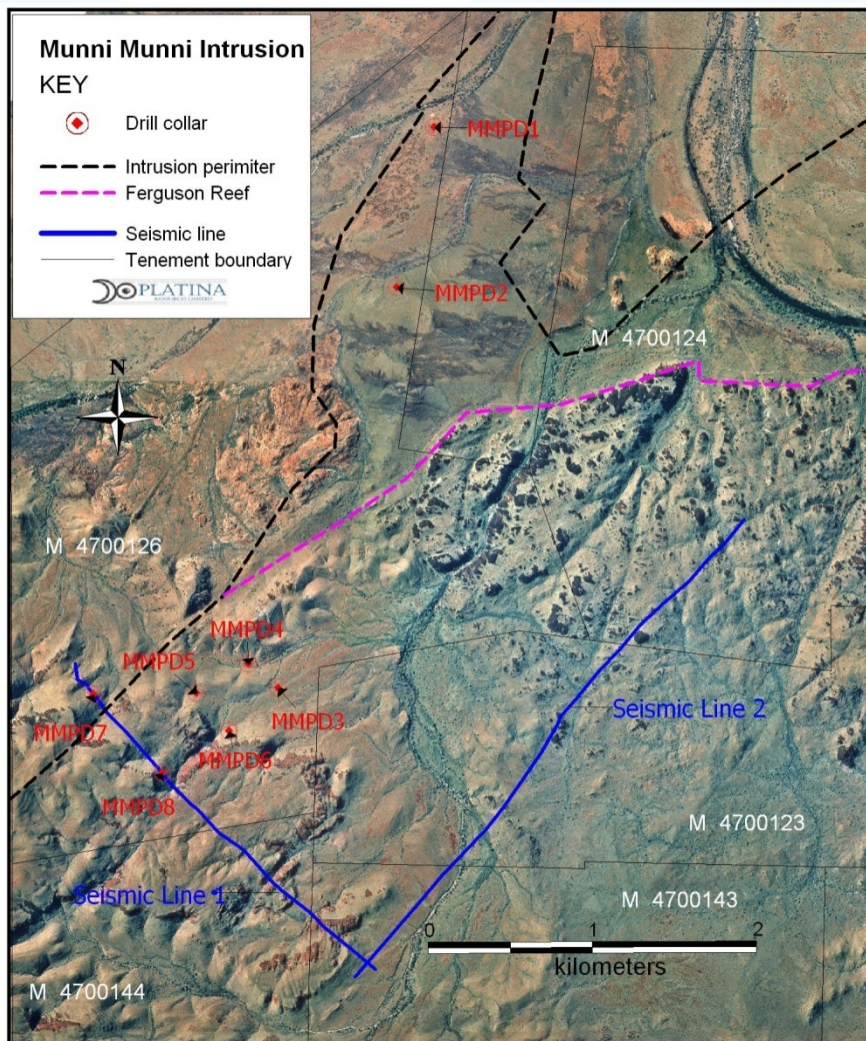 Munni Munni Intrusion
KEY
Drill collar
Intrusion perimiter
Ferguson Reef
Seismic line
Tenement boundary
PLATINA
RESOURCES LIMITED
N
MMPD1
MMPD2
M 4700124
M 4700126
MMPD4
MMPD5
MMPD3
MMPD7
MMPD6
MMPD8
Seismic Line 2
M 4700123
Seismic Line 1
M 4700143
0 1 2
kilometers
M 4700144